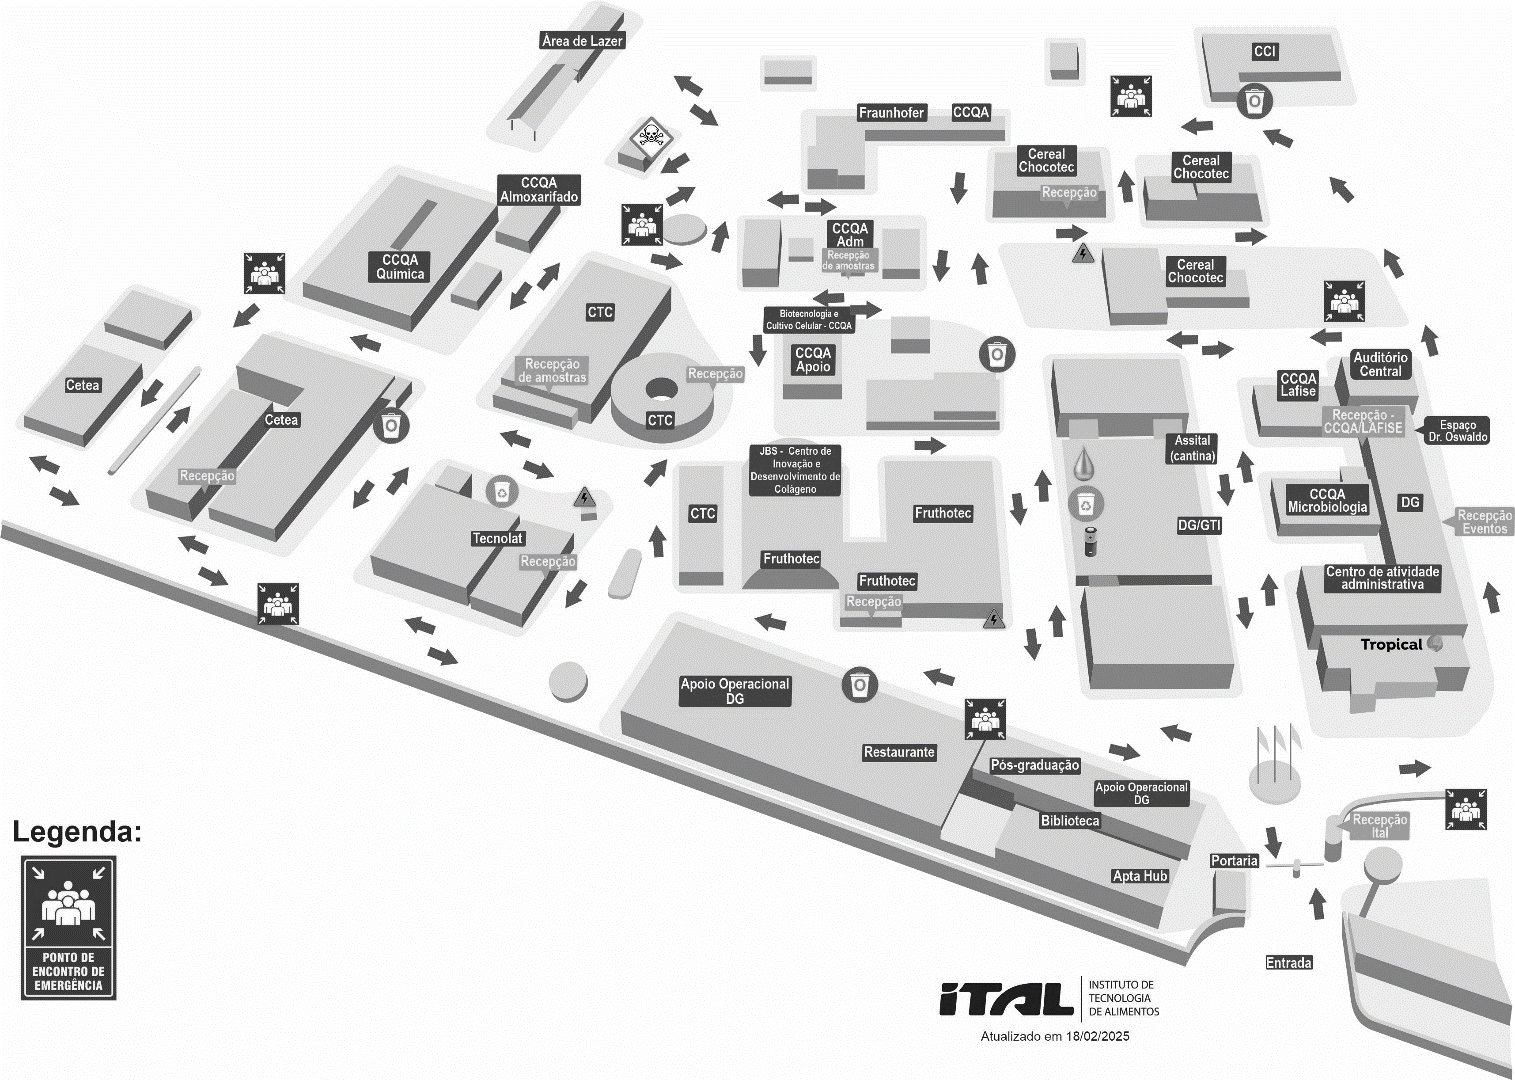 Área de Lazer
CCI
Fraunhofer
CCQA
Cereal
Chocotec
Recepção
Cereal
Chocotec
CCQA
Almoxarifado
CCQA
Química
CCQA
Adm
Recepção
de amostras
Cereal
Chocotec
CTC
Recepção
de amostras
Recepção
CTC
Biotecnologia e
Cultivo Celular - CCQA
CCQA
Apoio
Auditório
Central
CCQA
Lafise
Recepção -
CCQA/LAFISE
Espaço
Dr. Oswaldo
Cetea
Cetea
Recepção
Assital
(cantina)
JBS - Centro de
Inovação e
Desenvolvimento de
Colágeno
CTC
Fruthotec
Fruthotec
Fruthotec
Recepção
CCQA
Microbiologia
DG
Recepção
Eventos
DG/GTI
Tecnolat
Recepção
Centro de atividade
administrativa
Tropical
Apoio Operacional
DG
Restaurante
Pós-graduação
Apoio Operacional
DG
Biblioteca
Apta Hub
Recepção
Ital
Portaria
Entrada
Legenda:
PONTO DE
ENCONTRO DE
EMERGÊNCIA
iTAL
INSTITUTO DE
TECNOLOGIA
DE ALIMENTOS
Atualizado em 18/02/2025